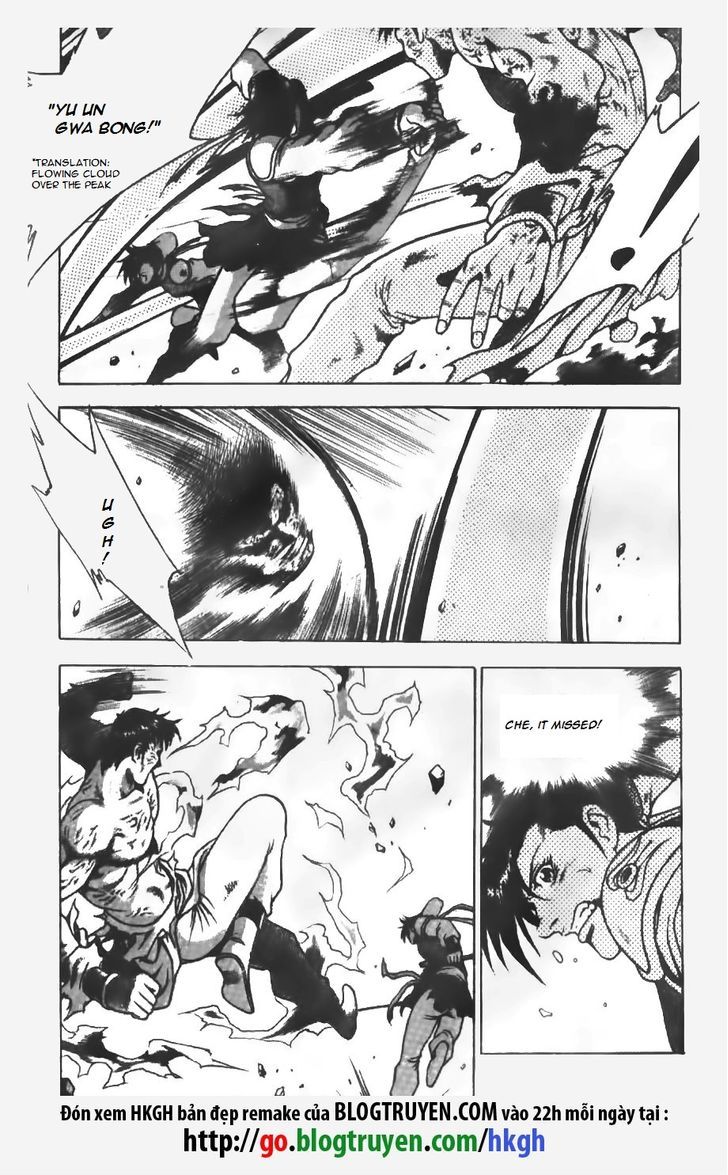 "YU UN
GWA BONG!"
*TRANSLATION:
FLOWING CLOUD
OVER THE PEAK
UGH!
CHE, IT MISSED!
Đón xem HKGH bản đẹp remake của BLOGTRUYEN.COM vào 22h mỗi ngày tại :
http://go.blogtruyen.com/hkgh